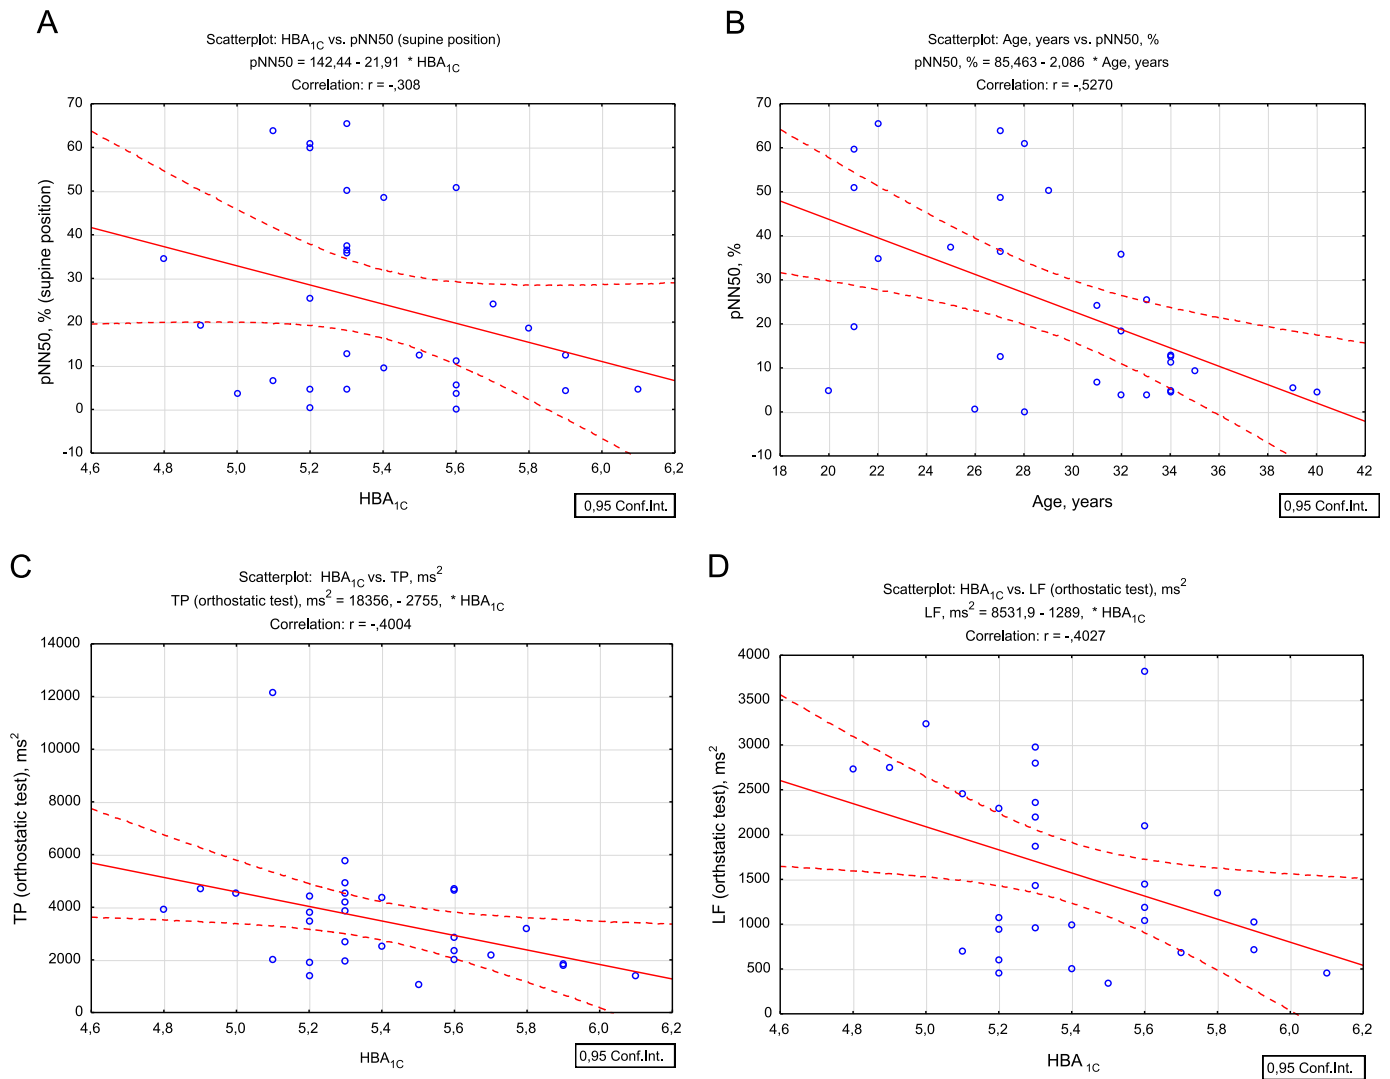 A
Scatterplot: HBA1C vs. pNN50 (supine position)
pNN50 = 142,44 - 21,91 * HBA1C
Correlation: r = -,308
pNN50, % (supine position)
70
60
50
40
30
20
10
0
-10
4,6 4,8 5,0 5,2 5,4 5,6 5,8 6,0 6,2
HBA1C
0,95 Conf.Int.
B
Scatterplot: Age, years vs. pNN50, %
pNN50, % = 85,463 - 2,086 * Age, years
Correlation: r = -,5270
pNN50, %
70
60
50
40
30
20
10
0
-10
18 20 22 24 26 28 30 32 34 36 38 40 42
Age, years
0,95 Conf.Int.
C
Scatterplot: HBA1C vs. TP, ms2
TP (orthostatic test), ms2 = 18356, - 2755, * HBA1C
Correlation: r = -,4004
TP (orthostatic test), ms2
14000
12000
10000
8000
6000
4000
2000
0
4,6 4,8 5,0 5,2 5,4 5,6 5,8 6,0 6,2
HBA1C
0,95 Conf.Int.
D
Scatterplot: HBA1C vs. LF (orthostatic test), ms2
LF, ms2 = 8531,9 - 1289, * HBA1C
Correlation: r = -,4027
LF (orthstatic test), ms2
4000
3500
3000
2500
2000
1500
1000
500
0
4,6 4,8 5,0 5,2 5,4 5,6 5,8 6,0 6,2
HBA 1C
0,95 Conf.Int.